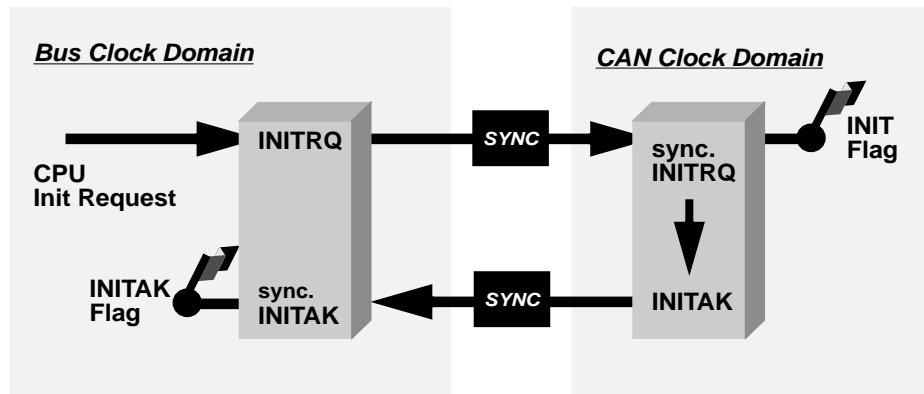 Bus Clock Domain
CAN Clock Domain
CPU
Init Request
INITRQ
SYNC
sync.
INITRQ
INIT
Flag
INITAK
Flag
sync.
INITAK
SYNC
INITAK